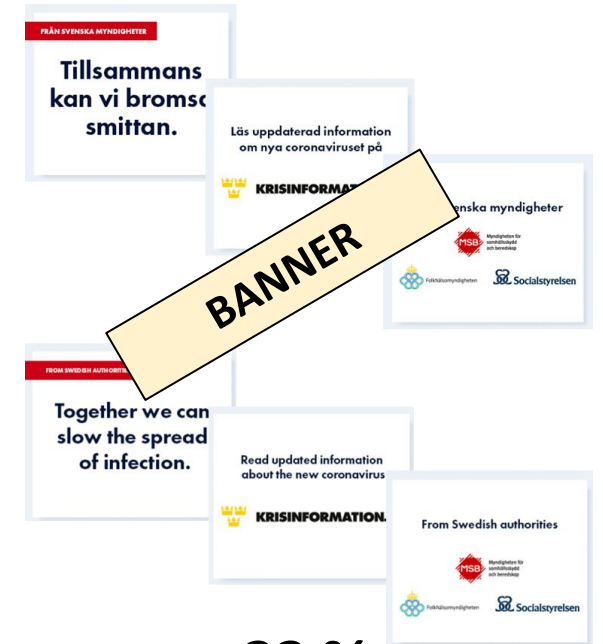 FRÅN SVENSKA MYNDIGHETER
Tillsammans
kan vi bromsa
smittan.
Läs uppdaterad information
om nya coronaviruset på
KRISINFORMAT
enska myndigheter
MSB
Myndigheten för
samhällsskydd
och beredskap
Folkhälsomyndigheten
Socialstyrelsen
BANNER
FROM SWEDISH AUTHORITI
Together we can
slow the spread
of infection.
Read updated information
about the new coronavirus
KRISINFORMATION.
From Swedish authorities
MSB
Myndigheten för
samhällsskydd
och beredskap
Folkhälsomyndigheten
Socialstyrelsen